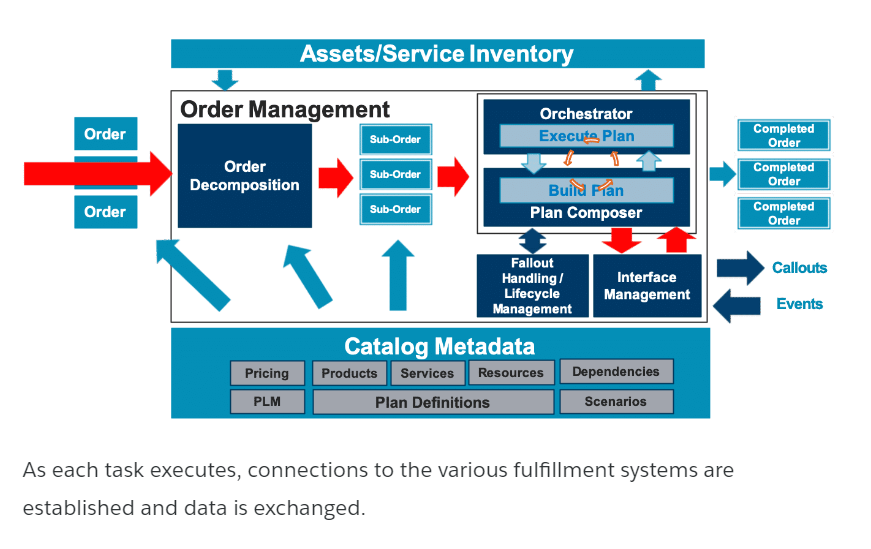 Assets/Service Inventory
Order Management
Order
Order
Order
Decomposition
Sub-Order
Sub-Order
Sub-Order
Orchestrator
Execute Plan
Build Plan
Plan Composer
Completed
Order
Completed
Order
Completed
Order
Fallout
Handling /
Lifecycle
Management
Interface
Management
Callouts
Events
Catalog Metadata
Pricing
Products
Services
Resources
Dependencies
PLM
Plan Definitions
Scenarios
As each task executes, connections to the various fulfillment systems are
established and data is exchanged.